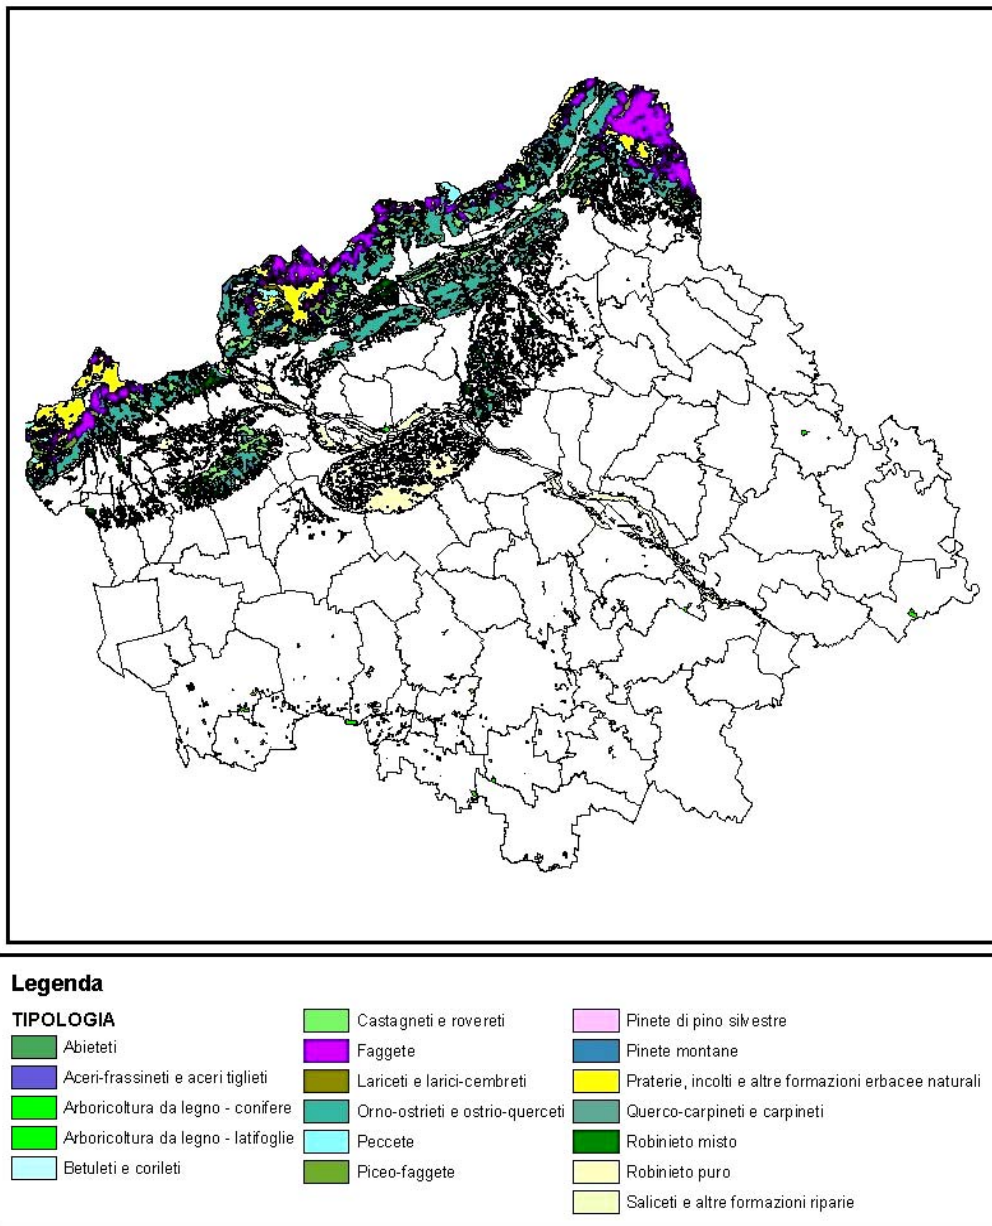 Legenda
TIPOLOGIA
Abieteti
Aceri-frassineti e aceri tiglieti
Arboricoltura da legno - conifere
Arboricoltura da legno - latifoglie
Betuleti e corileti
Castagneti e rovereti
Faggete
Lariceti e larici-cembreti
Orno-ostrieti e ostrio-querceti
Peccete
Piceo-faggete
Pinete di pino silvestre
Pinete montane
Praterie, incolti e altre formazioni erbacee naturali
Querco-carpineti e carpineti
Robinieto misto
Robinieto puro
Saliceti e altre formazioni riparie